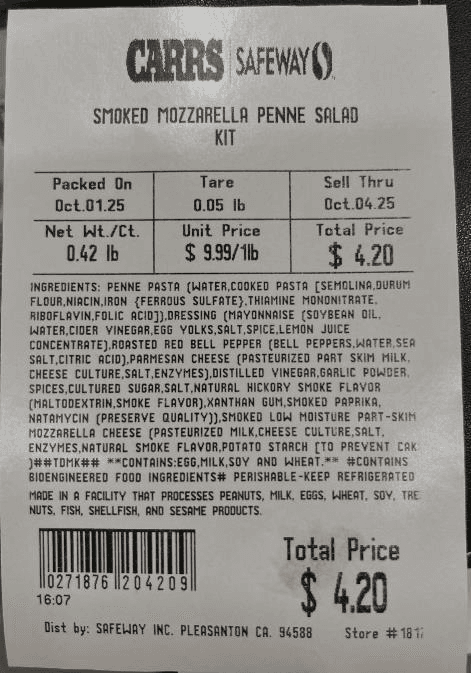 CARRS SAFEWAY
SMOKED MOZZARELLA PENNE SALAD
KIT
Packed On Tare Sell Thru
Oct.01.25 0.05 lb Oct.04.25
Net Wt./Ct. Unit Price Total Price
0.42 lb $ 9.99/1lb $ 4.20
INGREDIENTS: PENNE PASTA (WATER,COOKED PASTA [SEMOLINA,DURUM
FLOUR,NIACIN,IRON {FERROUS SULFATE},THIAMINE MONONITRATE,
RIBOFLAVIN,FOLIC ACID]),DRESSING (MAYONNAISE (SOYBEAN OIL,
WATER,CIDER VINEGAR,EGG YOLKS,SALT,SPICE,LEMON JUICE
CONCENTRATE),ROASTED RED BELL PEPPER (BELL PEPPERS,WATER,SEA
SALT,CITRIC ACID),PARMESAN CHEESE (PASTEURIZED PART SKIM MILK,
CHEESE CULTURE,SALT,ENZYMES),DISTILLED VINEGAR,GARLIC POWDER,
SPICES,CULTURED SUGAR,SALT,NATURAL HICKORY SMOKE FLAVOR
(MALTODEXTRIN,SMOKE FLAVOR),XANTHAN GUM,SMOKED PAPRIKA,
NATAMYCIN (PRESERVE QUALITY)),SMOKED LOW MOISTURE PART-SKIM
MOZZARELLA CHEESE (PASTEURIZED MILK,CHEESE CULTURE,SALT,
ENZYMES,NATURAL SMOKE FLAVOR,POTATO STARCH [TO PREVENT CAK
)##TDMK## **CONTAINS:EGG,MILK,SOY AND WHEAT.** #CONTAINS
BIOENGINEERED FOOD INGREDIENTS# PERISHABLE-KEEP REFRIGERATED
MADE IN A FACILITY THAT PROCESSES PEANUTS, MILK, EGGS, WHEAT, SOY, TRE
NUTS, FISH, SHELLFISH, AND SESAME PRODUCTS.
Total Price
$ 4.20
0271876 204209
16:07
Dist by: SAFEWAY INC. PLEASANTON CA. 94588 Store # 1817